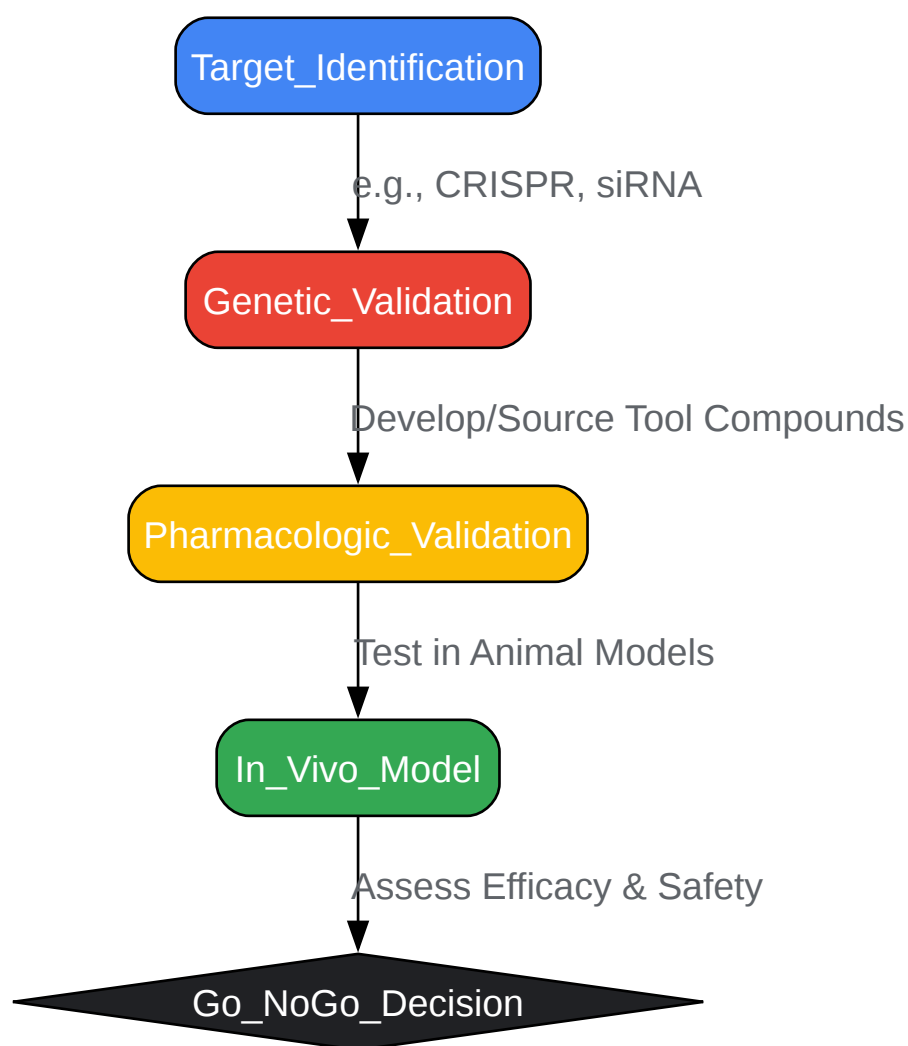 Target_Identification
e.g., CRISPR, siRNA
Genetic_Validation
Develop/Source Tool Compounds
Pharmacologic_Validation
Test in Animal Models
In_Vivo_Model
Assess Efficacy & Safety
Go_NoGo_Decision